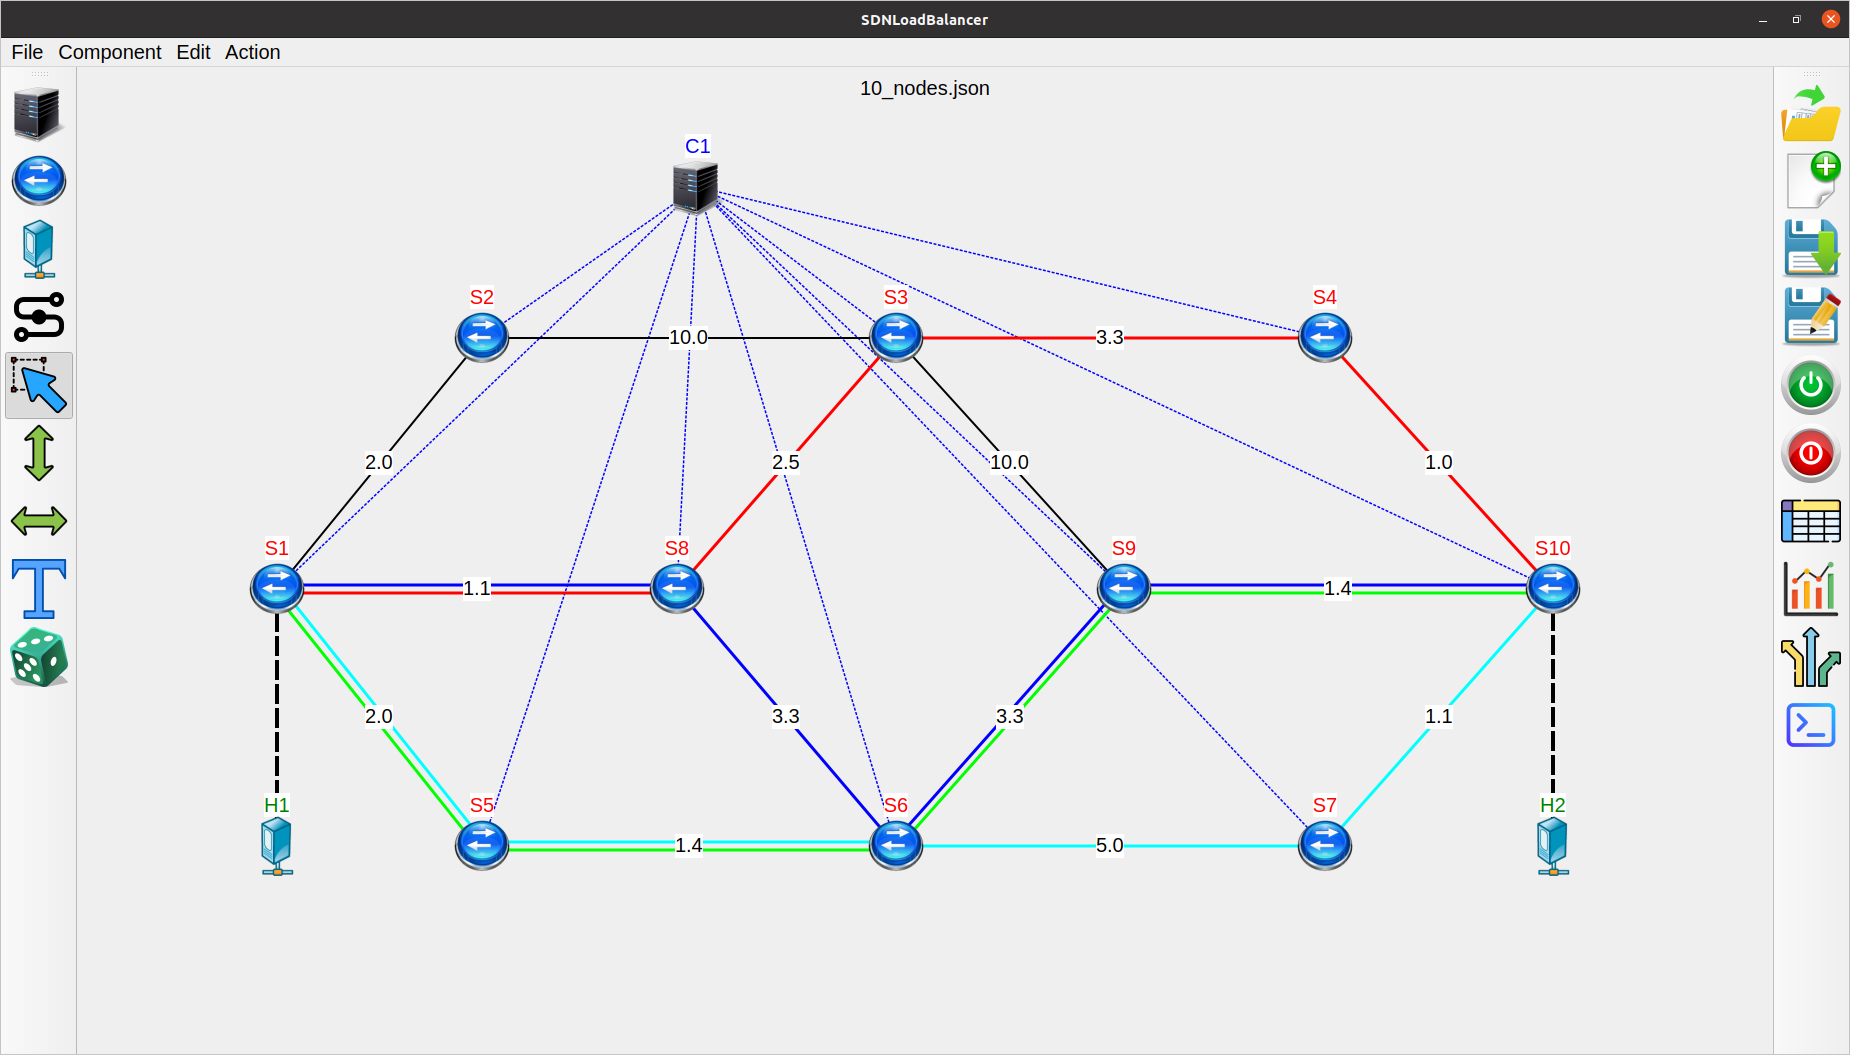 SDNLoadBalancer
File Component Edit Action
10_nodes.json
C1
S2
S3
S4
10.0
3.3
2.0
2.5
10.0
1.0
S1
S8
S9
S10
1.1
1.4
2.0
3.3
3.3
1.1
H1
S5
S6
S7
H2
1.4
5.0